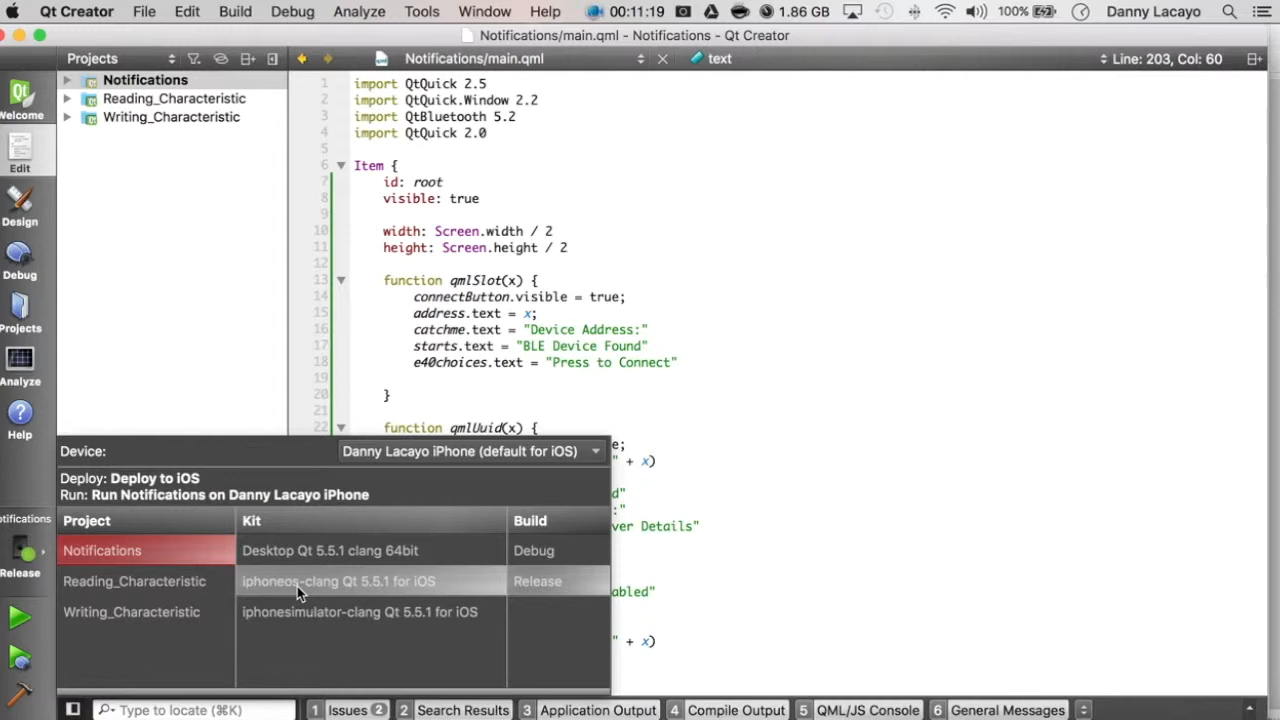 Qt Creator File Edit Build Debug Analyze Tools Window Help 00:11:19 1.86 GB 100% Danny Lacayo
Notifications/main.qml - Notifications - Qt Creator
Projects Notifications/main.qml text Line: 203, Col: 60
Notifications
Reading_Characteristic
Writing_Characteristic
Welcome
Edit
Design
Debug
Projects
Analyze
Help
1 import QtQuick 2.5
2 import QtQuick.Window 2.2
3 import QtBluetooth 5.2
4 import QtQuick 2.0
5
6 Item {
7 id: root
8 visible: true
9
10 width: Screen.width / 2
11 height: Screen.height / 2
12
13 function qmlSlot(x) {
14 connectButton.visible = true;
15 address.text = x;
16 catchme.text = "Device Address:"
17 starts.text = "BLE Device Found"
18 e40choices.text = "Press to Connect"
19
20 }
21
22 function qmlUuid(x) {
e;
" + x)
d"
:"
ver Details"
abled"
" + x)
Device: Danny Lacayo iPhone (default for iOS)
Deploy: Deploy to iOS
Run: Run Notifications on Danny Lacayo iPhone
Project Kit Build
Notifications Desktop Qt 5.5.1 clang 64bit Debug
Reading_Characteristic iphoneos-clang Qt 5.5.1 for iOS Release
Writing_Characteristic iphonesimulator-clang Qt 5.5.1 for iOS
otifications
Release
Type to locate (⌘K) 1 Issues 2 2 Search Results 3 Application Output 4 Compile Output 5 QML/JS Console 6 General Messages